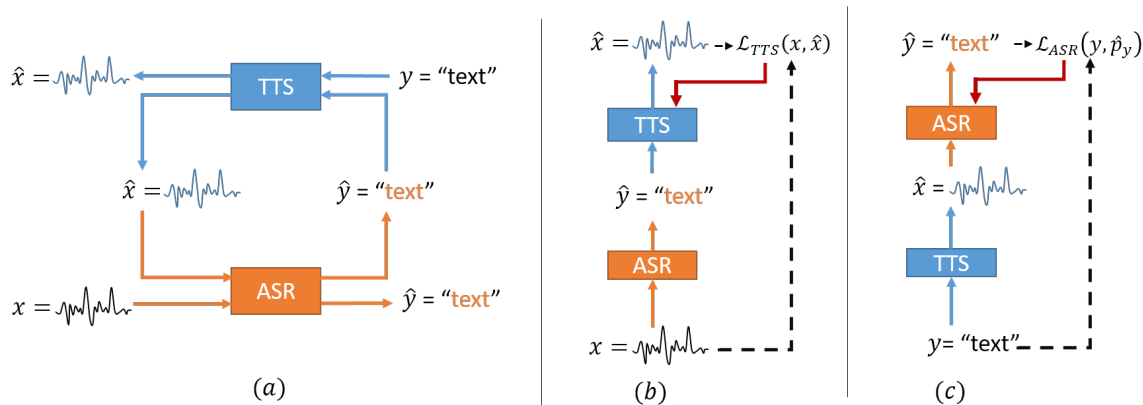 x̂ =
TTS
y = "text"
x̂ =
ŷ = "text"
x =
ASR
ŷ = "text"
(a)
x̂ = → ℒ_TTS(x, x̂)
TTS
ŷ = "text"
ASR
x =
(b)
ŷ = "text" → ℒ_ASR(y, p̂_y)
ASR
x̂ =
TTS
y = "text"
(c)